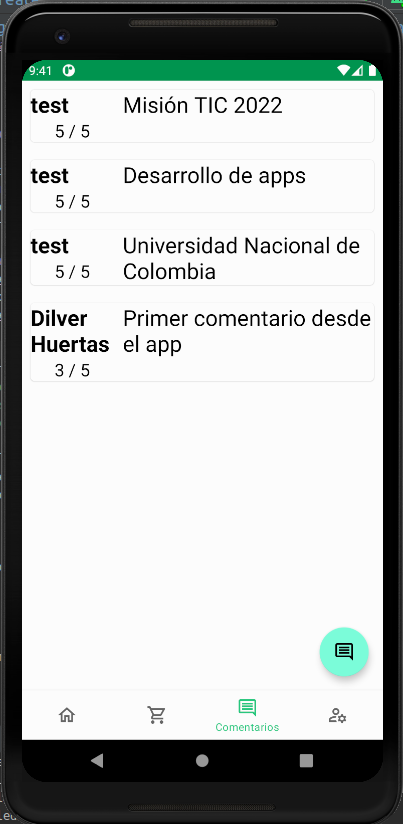 9:41
test Misión TIC 2022
5 / 5
test Desarrollo de apps
5 / 5
test Universidad Nacional de
5 / 5 Colombia
Dilver Primer comentario desde
Huertas el app
3 / 5
Comentarios